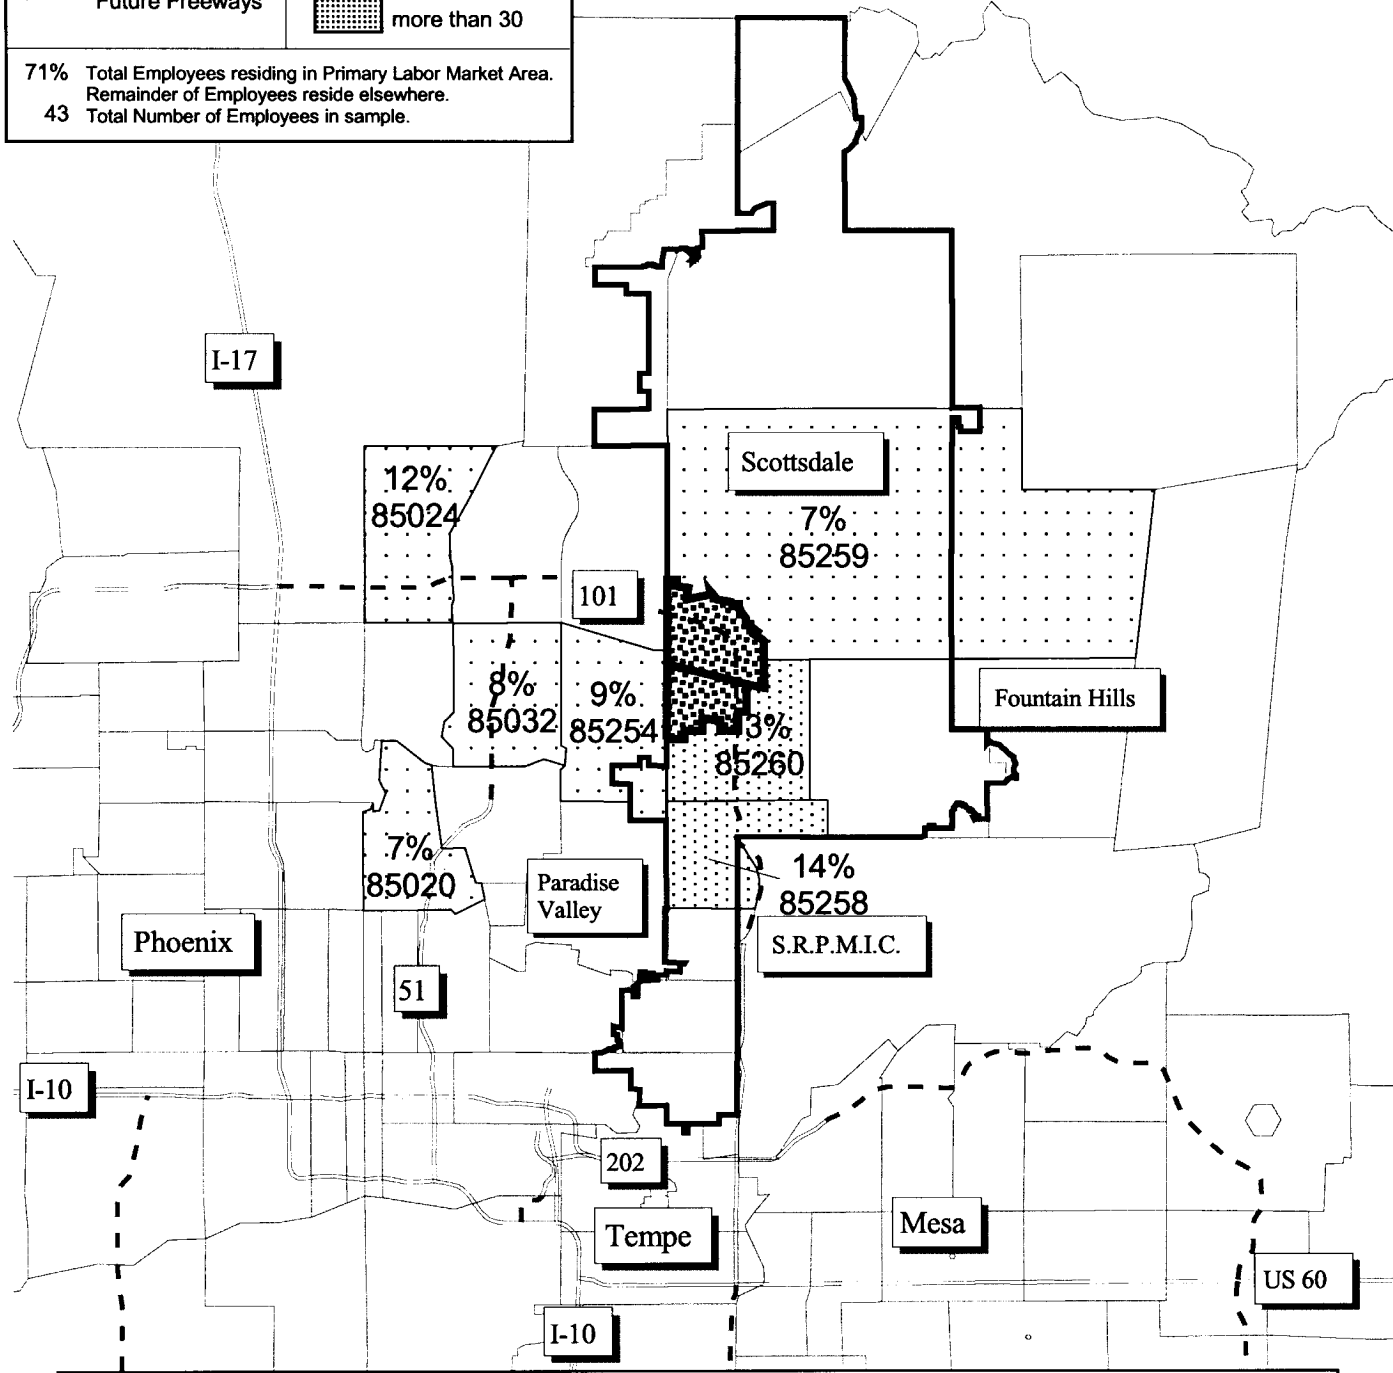 Future Freeways
more than 30
71% Total Employees residing in Primary Labor Market Area.
Remainder of Employees reside elsewhere.
43 Total Number of Employees in sample.
I-17
Scottsdale
12%
85024
7%
85259
101
8%
85032
9%
85254
Fountain Hills
3%
85260
7%
85020
Paradise
Valley
14%
85258
Phoenix
S.R.P.M.I.C.
51
I-10
202
Tempe
Mesa
US 60
I-10